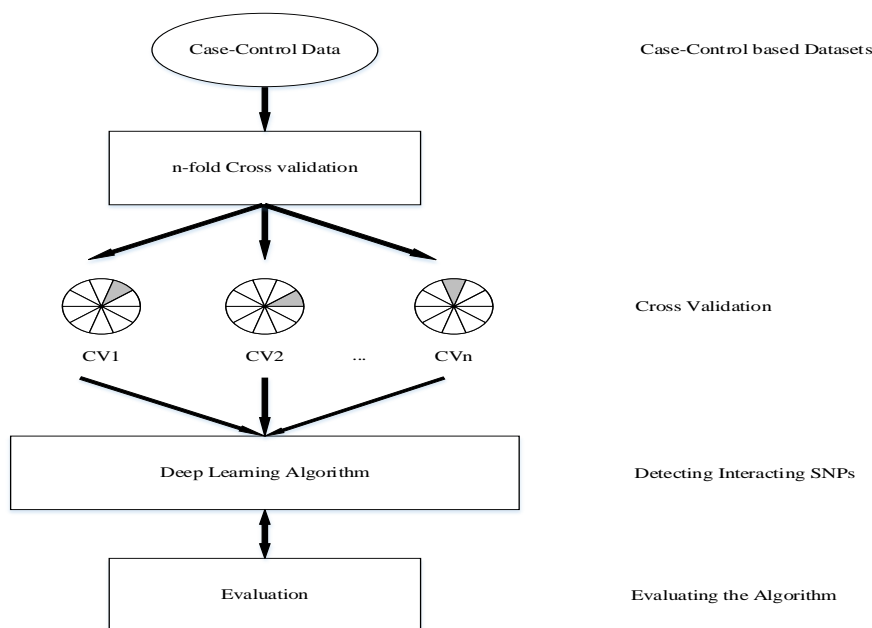 Case-Control Data
Case-Control based Datasets
n-fold Cross validation
Cross Validation
CV1
CV2
...
CVn
Deep Learning Algorithm
Detecting Interacting SNPs
Evaluation
Evaluating the Algorithm